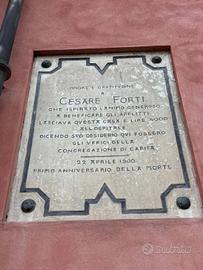 ONORE E GRATITUDINE
A
CESARE FORTI
CHE ISPIRATO L'ANIMO GENEROSO
A BENEFICARE GLI AFFLITTI
LASCIAVA QUESTA CASA E LIRE 4000
ALL'OSPITALE
DICENDO SUO DESIDERIO QUI FOSSERO
GLI UFFICI DELLA
CONGREGAZIONE DI CARITÀ
22 APRILE 1900
PRIMO ANNIVERSARIO DELLA MORTE
subito